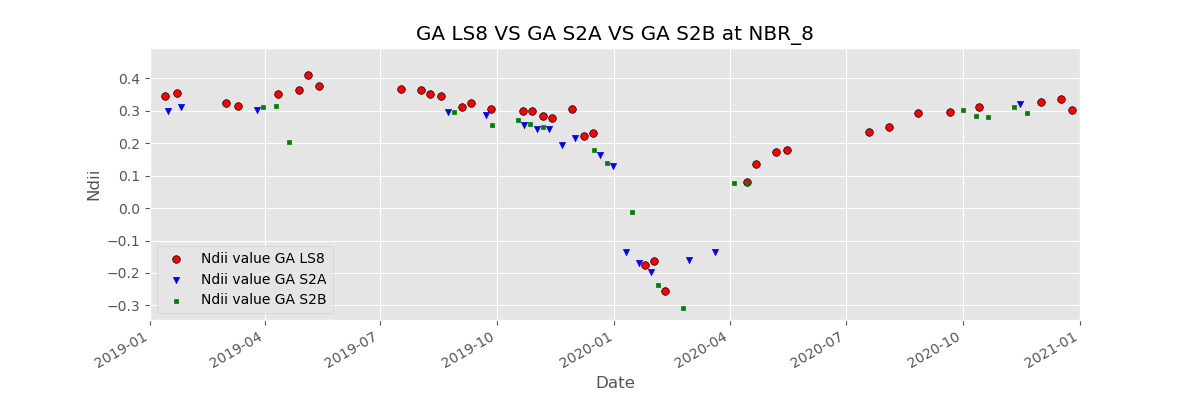 GA LS8 VS GA S2A VS GA S2B at NBR_8
0.4
0.3
0.2
0.1
0.0
−0.1
−0.2
−0.3
Ndii
Ndii value GA LS8
Ndii value GA S2A
Ndii value GA S2B
2019-01
2019-04
2019-07
2019-10
2020-01
2020-04
2020-07
2020-10
2021-01
Date